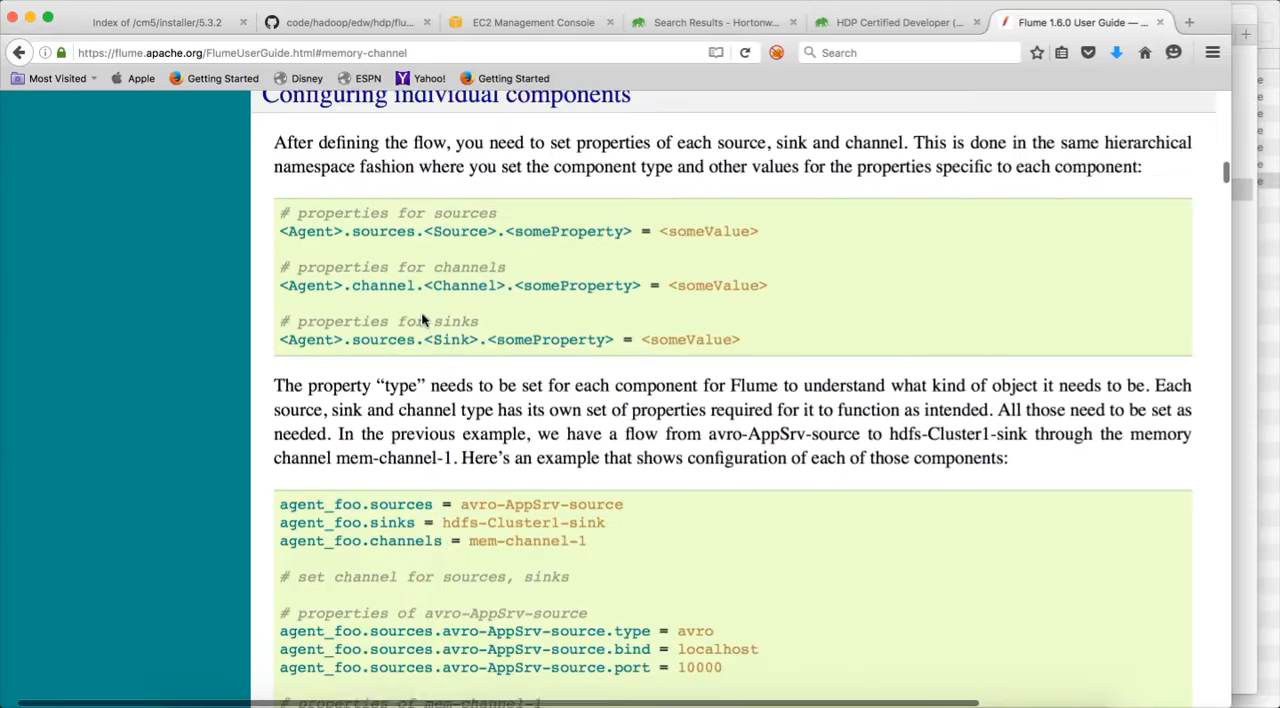 Index of /cm5/installer/5.3.2
code/hadoop/edw/hdp/flu...
EC2 Management Console
Search Results - Hortonw...
HDP Certified Developer (...
Flume 1.6.0 User Guide — ...
https://flume.apache.org/FlumeUserGuide.html#memory-channel
Search
Most Visited
Apple
Getting Started
Disney
ESPN
Yahoo!
Getting Started
Configuring individual components
After defining the flow, you need to set properties of each source, sink and channel. This is done in the same hierarchical
namespace fashion where you set the component type and other values for the properties specific to each component:
# properties for sources
<Agent>.sources.<Source>.<someProperty> = <someValue>
# properties for channels
<Agent>.channel.<Channel>.<someProperty> = <someValue>
# properties for sinks
<Agent>.sources.<Sink>.<someProperty> = <someValue>
The property “type” needs to be set for each component for Flume to understand what kind of object it needs to be. Each
source, sink and channel type has its own set of properties required for it to function as intended. All those need to be set as
needed. In the previous example, we have a flow from avro-AppSrv-source to hdfs-Cluster1-sink through the memory
channel mem-channel-1. Here’s an example that shows configuration of each of those components:
agent_foo.sources = avro-AppSrv-source
agent_foo.sinks = hdfs-Cluster1-sink
agent_foo.channels = mem-channel-1
# set channel for sources, sinks
# properties of avro-AppSrv-source
agent_foo.sources.avro-AppSrv-source.type = avro
agent_foo.sources.avro-AppSrv-source.bind = localhost
agent_foo.sources.avro-AppSrv-source.port = 10000
# properties of mem-channel-1